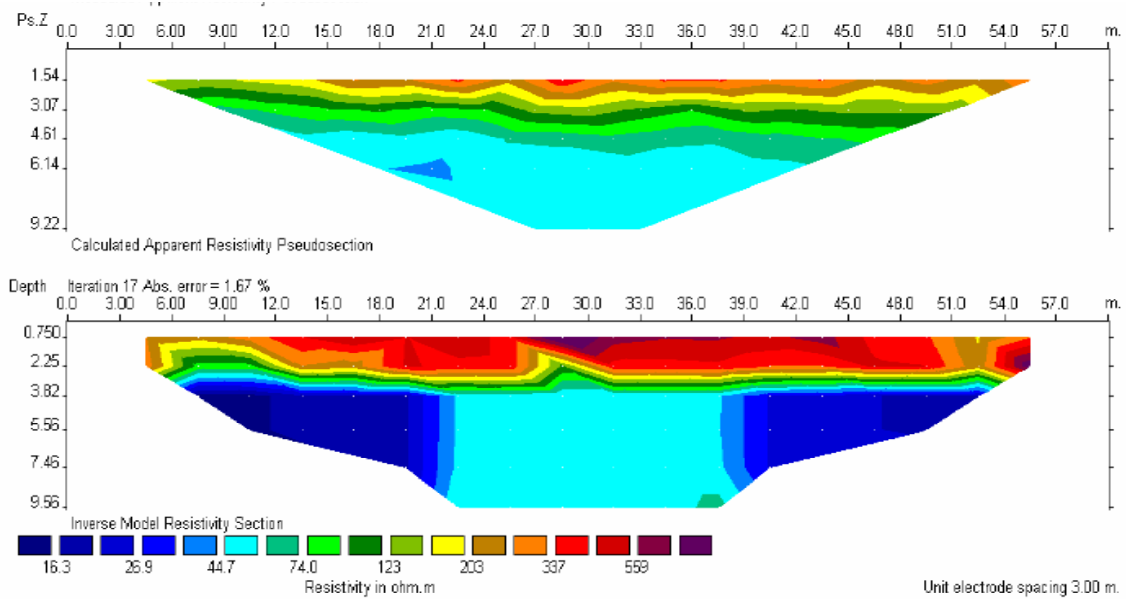 Ps.Z 0.0 3.00 6.00 9.00 12.0 15.0 18.0 21.0 24.0 27.0 30.0 33.0 36.0 39.0 42.0 45.0 48.0 51.0 54.0 57.0 m.
1.54
3.07
4.61
6.14
9.22
Calculated Apparent Resistivity Pseudosection
Depth Iteration 17 Abs. error = 1.67 %
0.0 3.00 6.00 9.00 12.0 15.0 18.0 21.0 24.0 27.0 30.0 33.0 36.0 39.0 42.0 45.0 48.0 51.0 54.0 57.0 m.
0.750
2.25
3.82
5.56
7.46
9.56
Inverse Model Resistivity Section
16.3 26.9 44.7 74.0 123 203 337 559
Resistivity in ohm.m
Unit electrode spacing 3.00 m.